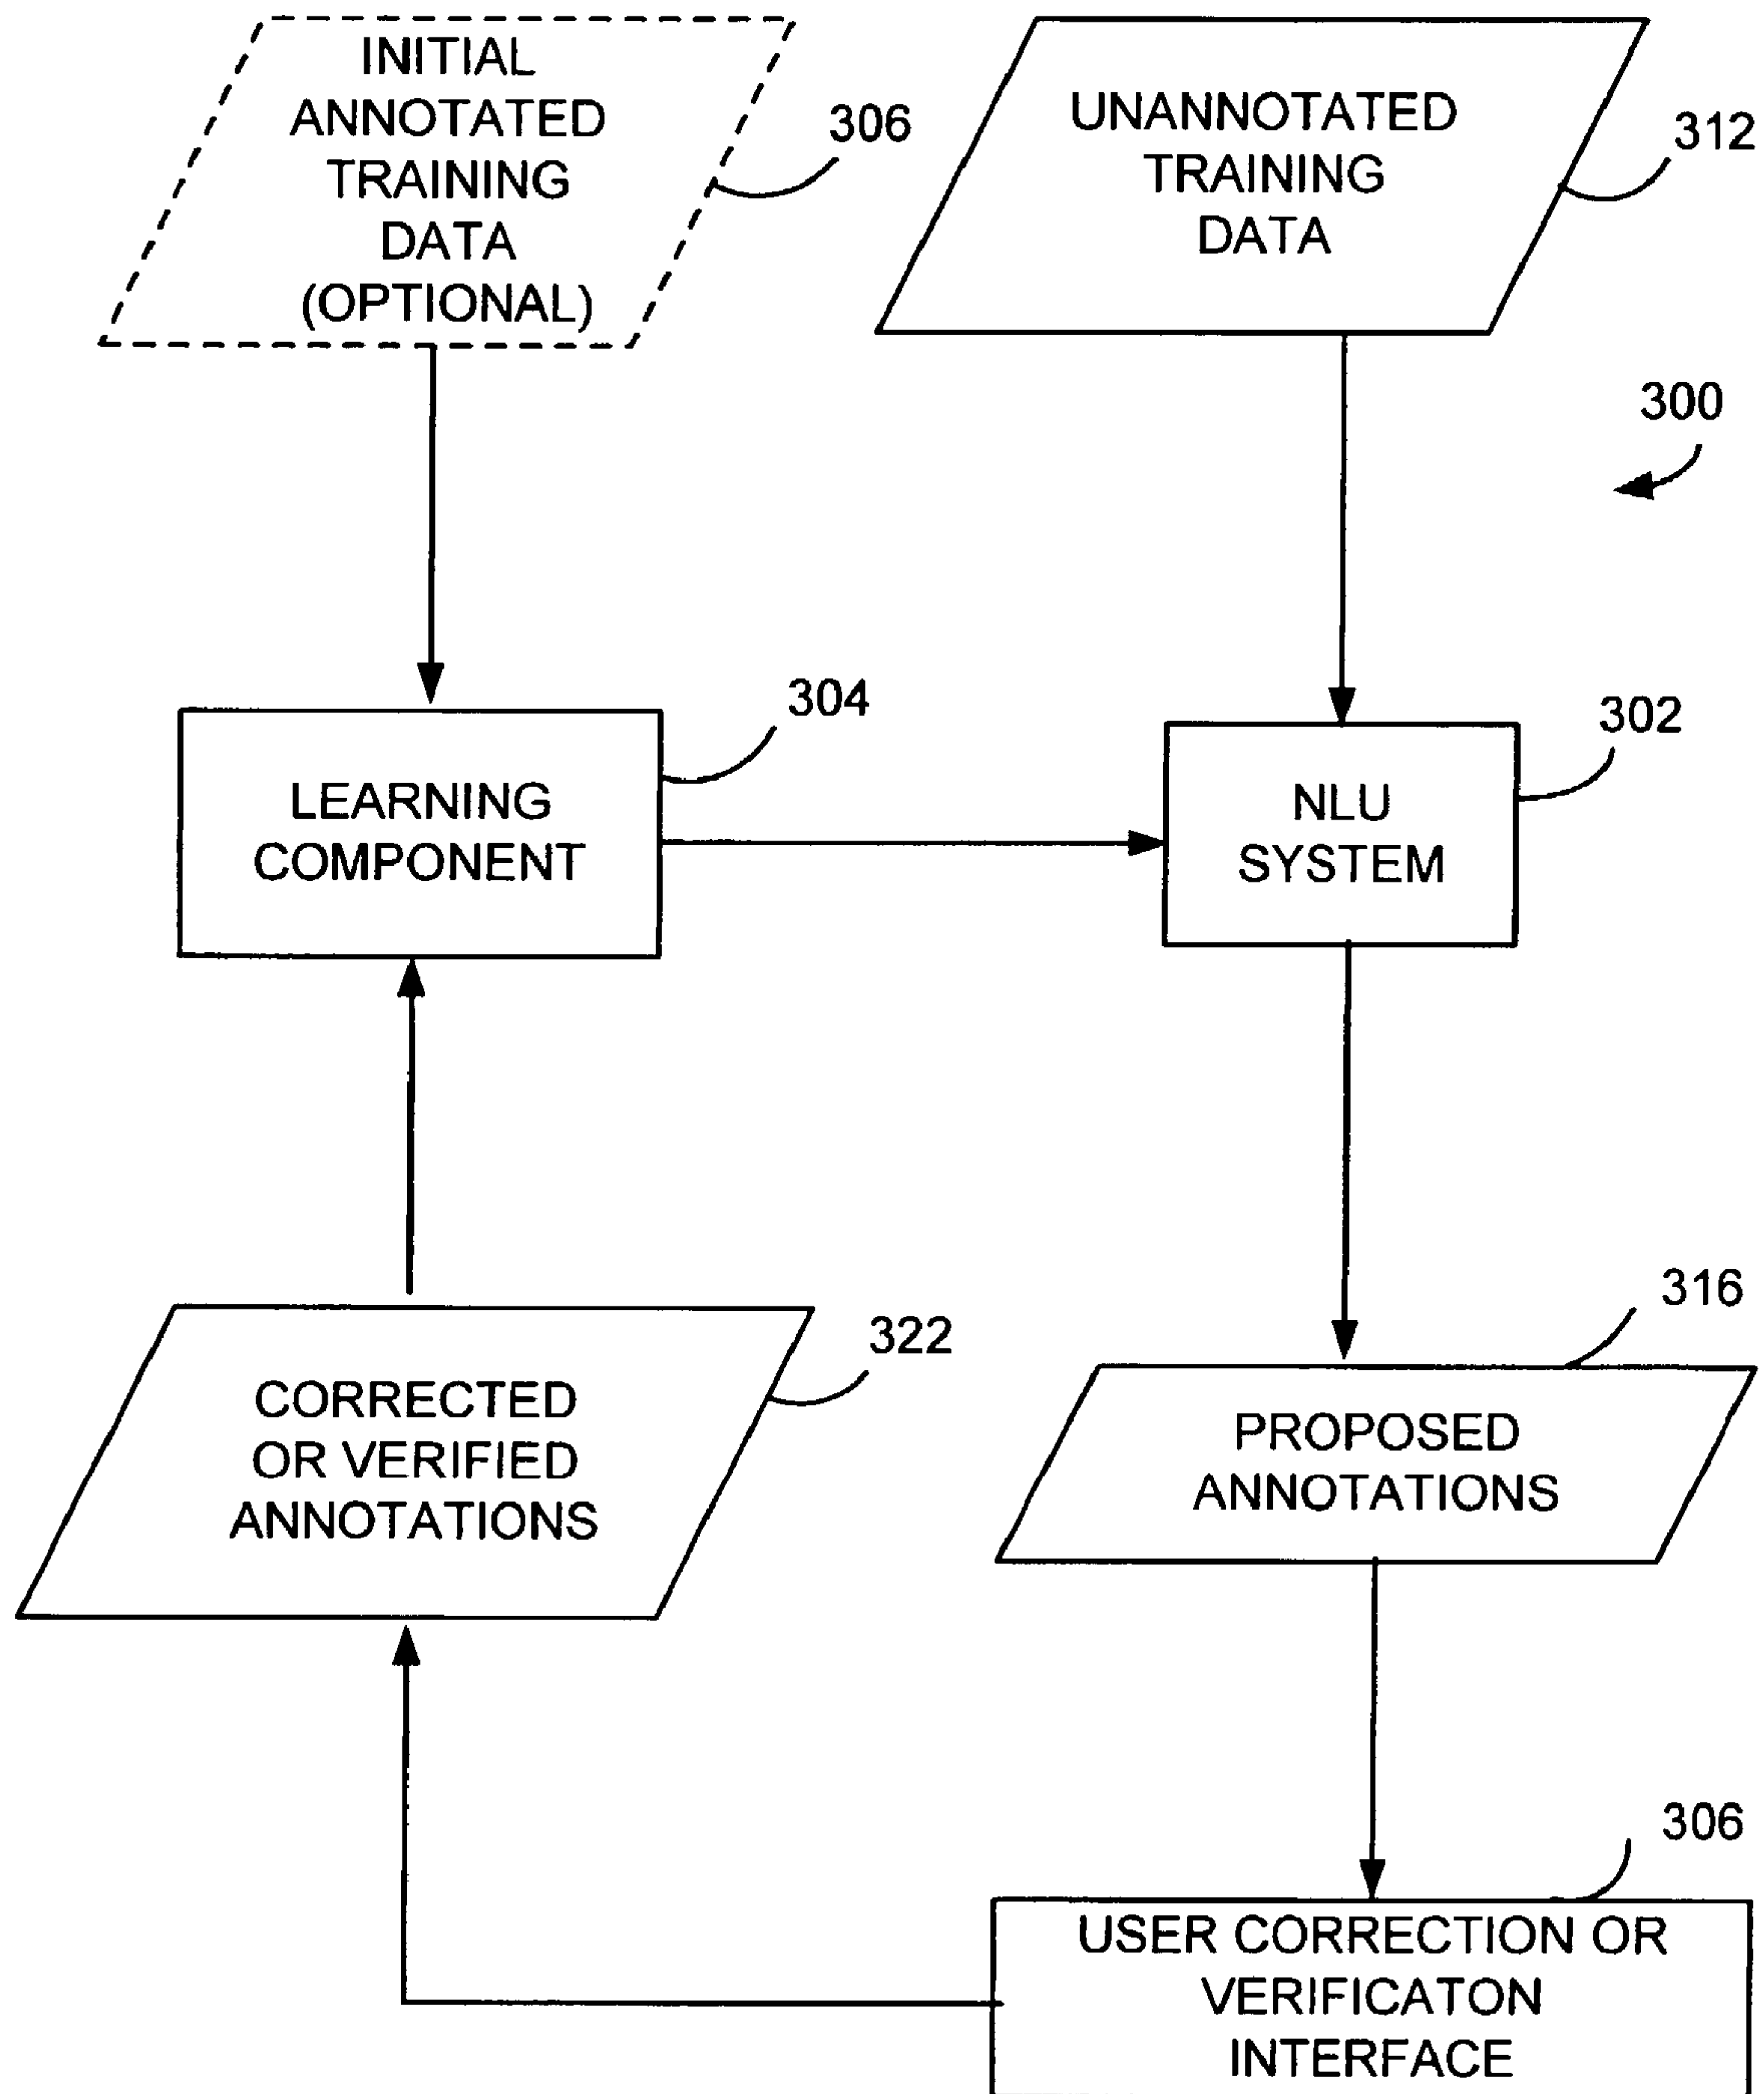 INITIAL
ANNOTATED
TRAINING
DATA
(OPTIONAL)
306
UNANNOTATED
TRAINING
DATA
312
300
LEARNING
COMPONENT
304
NLU
SYSTEM
302
CORRECTED
OR VERIFIED
ANNOTATIONS
322
PROPOSED
ANNOTATIONS
316
USER CORRECTION OR
VERIFICATON
INTERFACE
306